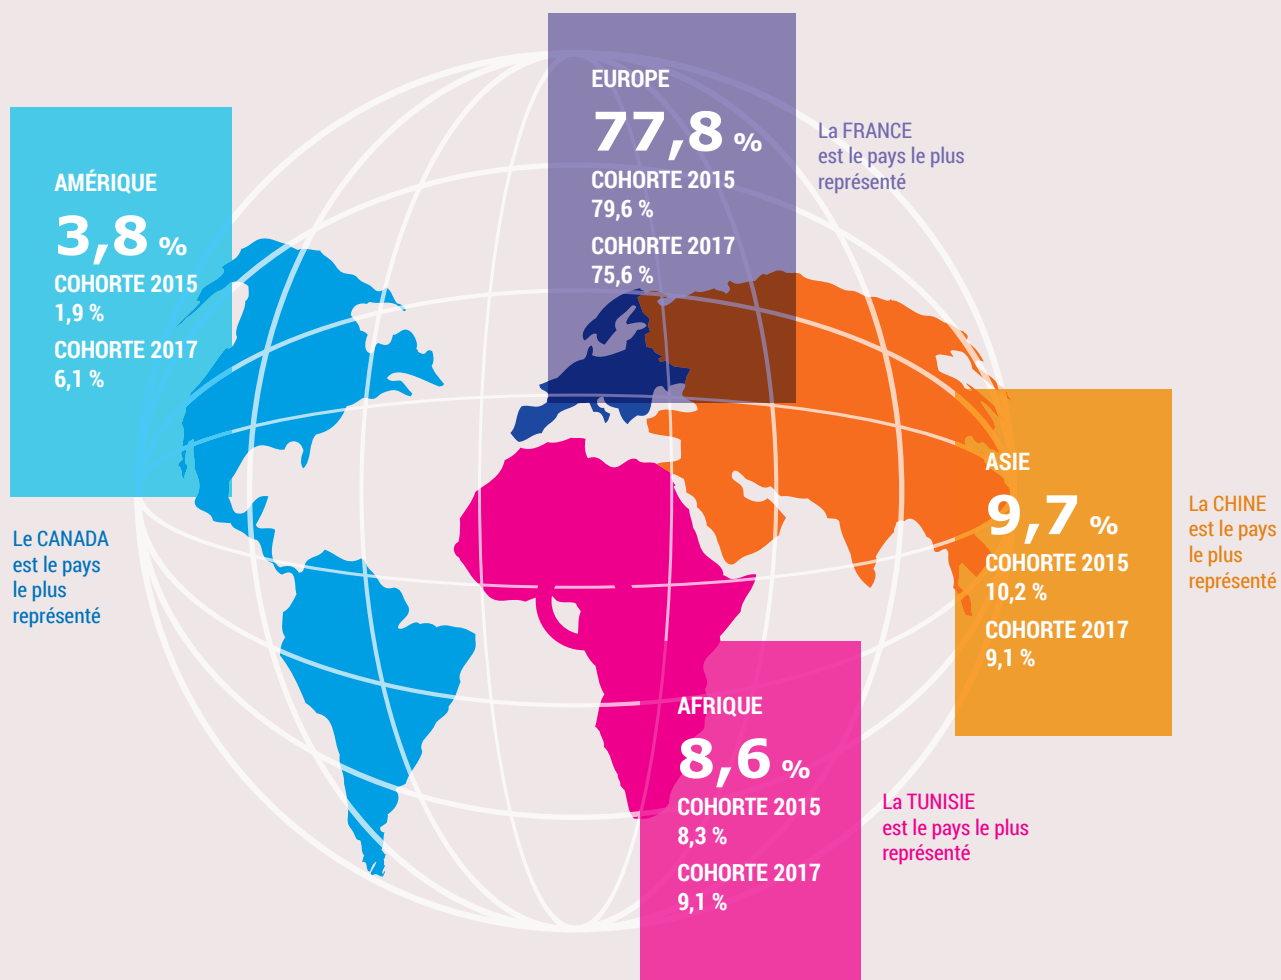 EUROPE
77,8 %
COHORTE 2015
79,6 %
COHORTE 2017
75,6 %
La FRANCE
est le pays le plus
représenté
AMÉRIQUE
3,8 %
COHORTE 2015
1,9 %
COHORTE 2017
6,1 %
Le CANADA
est le pays
le plus
représenté
ASIE
9,7 %
COHORTE 2015
10,2 %
COHORTE 2017
9,1 %
La CHINE
est le pays
le plus
représenté
AFRIQUE
8,6 %
COHORTE 2015
8,3 %
COHORTE 2017
9,1 %
La TUNISIE
est le pays le plus
représenté